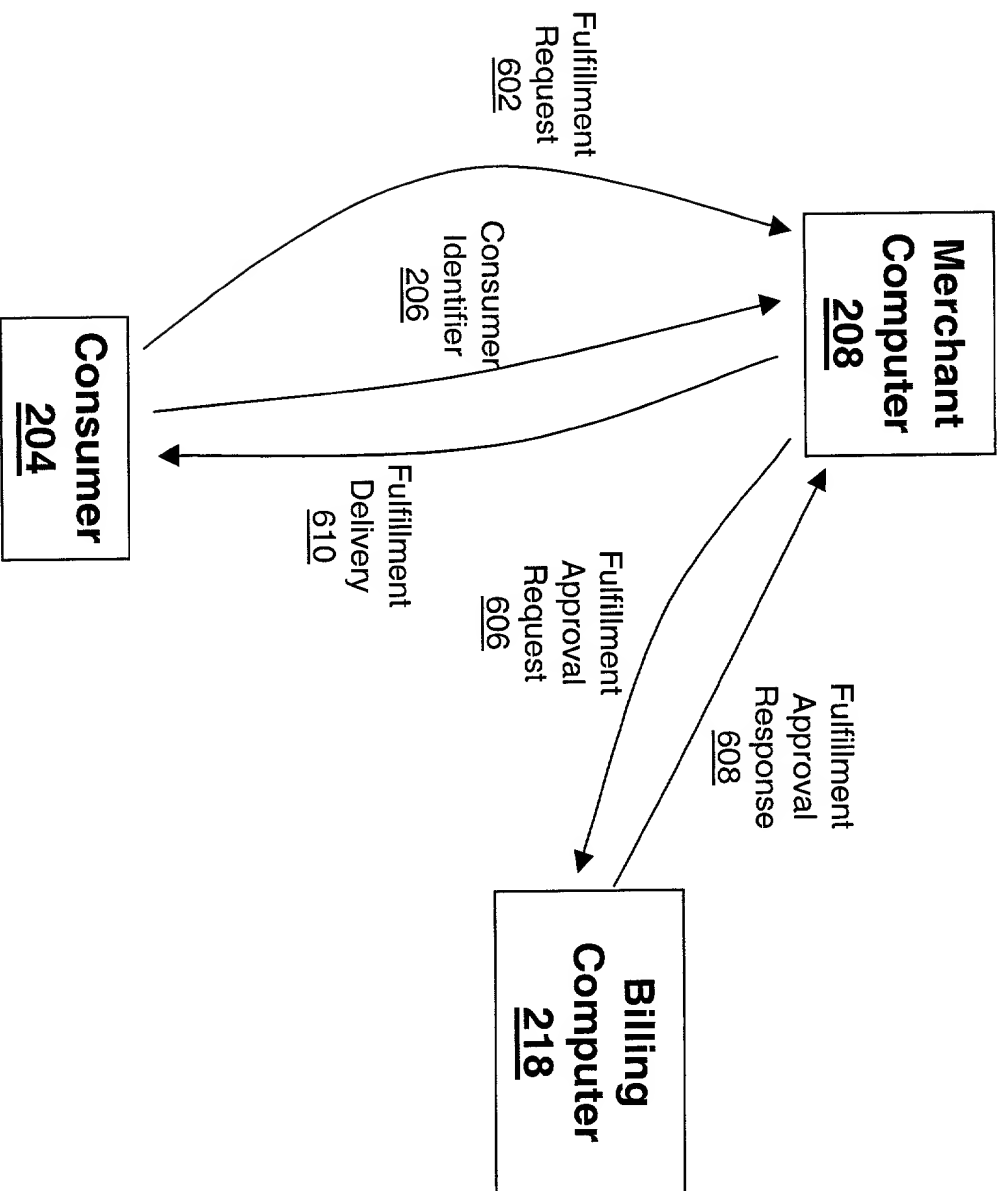 Merchant
Computer
208
Fulfillment
Request
602
Consumer
Identifier
206
Fulfillment
Delivery
610
Fulfillment
Approval
Request
606
Fulfillment
Approval
Response
608
Consumer
204
Billing
Computer
218